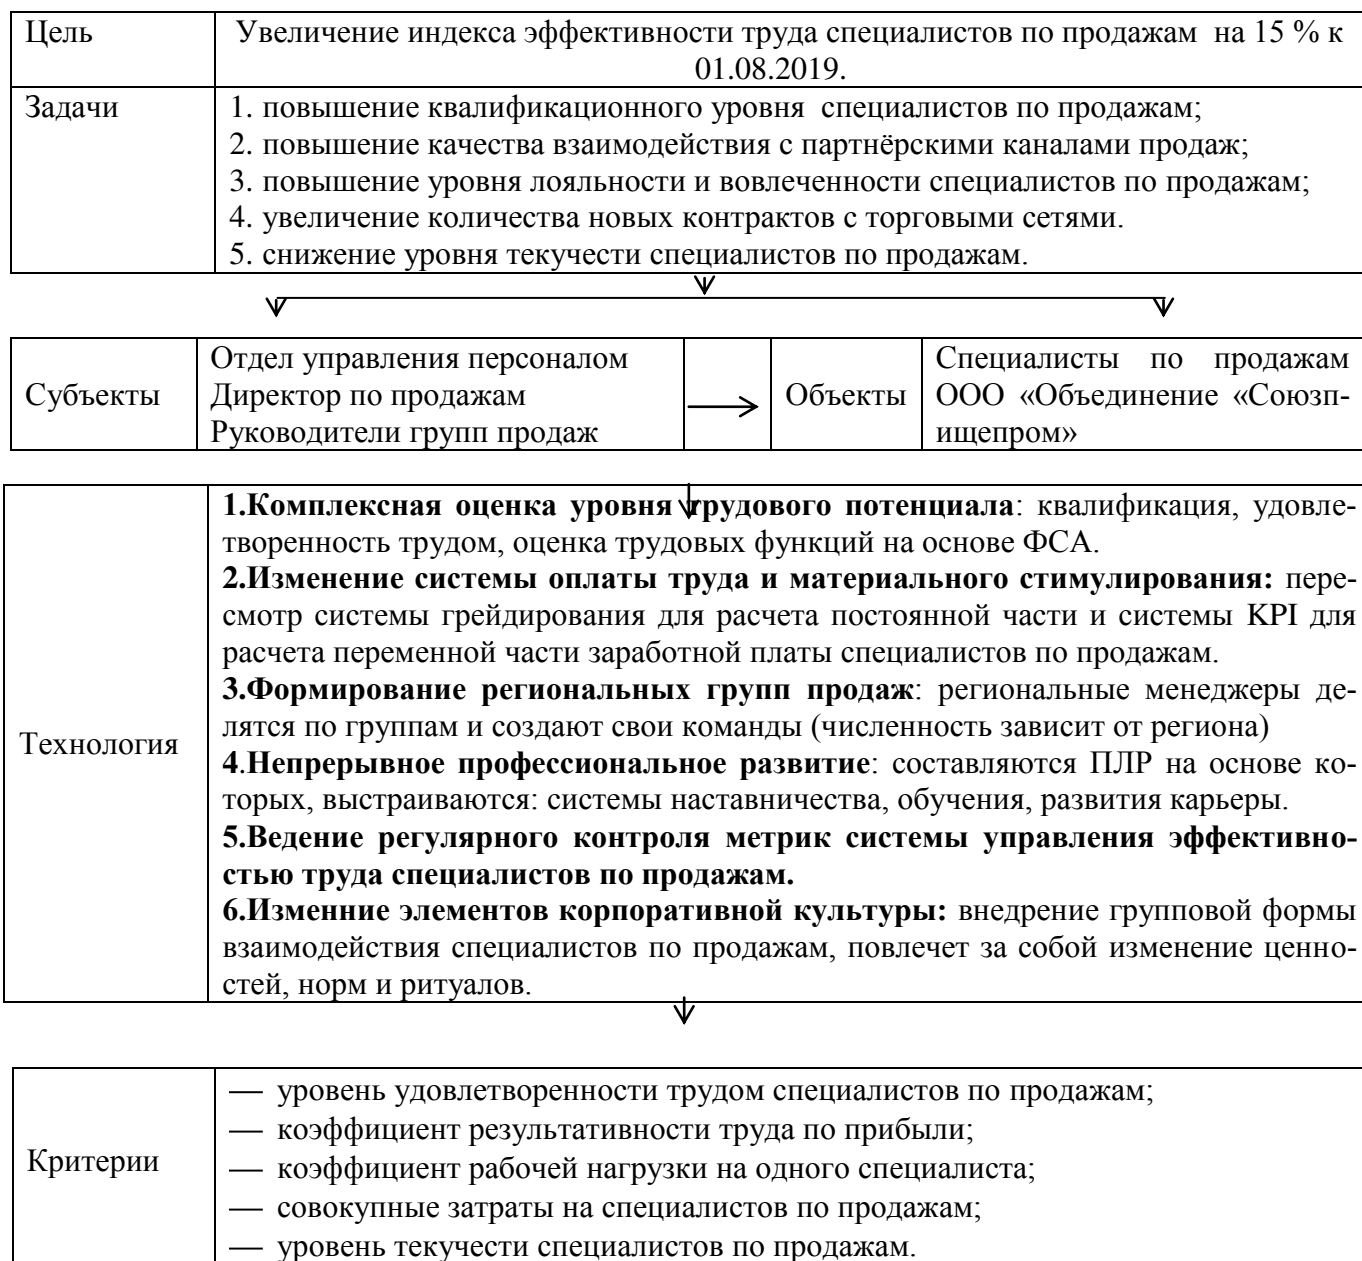 Цель
Увеличение индекса эффективности труда специалистов по продажам на 15 % к
01.08.2019.
Задачи
1. повышение квалификационного уровня специалистов по продажам;
2. повышение качества взаимодействия с партнёрскими каналами продаж;
3. повышение уровня лояльности и вовлеченности специалистов по продажам;
4. увеличение количества новых контрактов с торговыми сетями.
5. снижение уровня текучести специалистов по продажам.
Субъекты
Отдел управления персоналом
Директор по продажам
Руководители групп продаж
Объекты
Специалисты по продажам
ООО «Объединение «Союзп-
ищепром»
Технология
1.Комплексная оценка уровня трудового потенциала: квалификация, удовле-
творенность трудом, оценка трудовых функций на основе ФСА.
2.Изменение системы оплаты труда и материального стимулирования: пере-
смотр системы грейдирования для расчета постоянной части и системы KPI для
расчета переменной части заработной платы специалистов по продажам.
3.Формирование региональных групп продаж: региональные менеджеры де-
лятся по группам и создают свои команды (численность зависит от региона)
4.Непрерывное профессиональное развитие: составляются ПЛР на основе ко-
торых, выстраиваются: системы наставничества, обучения, развития карьеры.
5.Ведение регулярного контроля метрик системы управления эффективно-
стью труда специалистов по продажам.
6.Изменние элементов корпоративной культуры: внедрение групповой формы
взаимодействия специалистов по продажам, повлечет за собой изменение ценно-
стей, норм и ритуалов.
Критерии
— уровень удовлетворенности трудом специалистов по продажам;
— коэффициент результативности труда по прибыли;
— коэффициент рабочей нагрузки на одного специалиста;
— совокупные затраты на специалистов по продажам;
— уровень текучести специалистов по продажам.